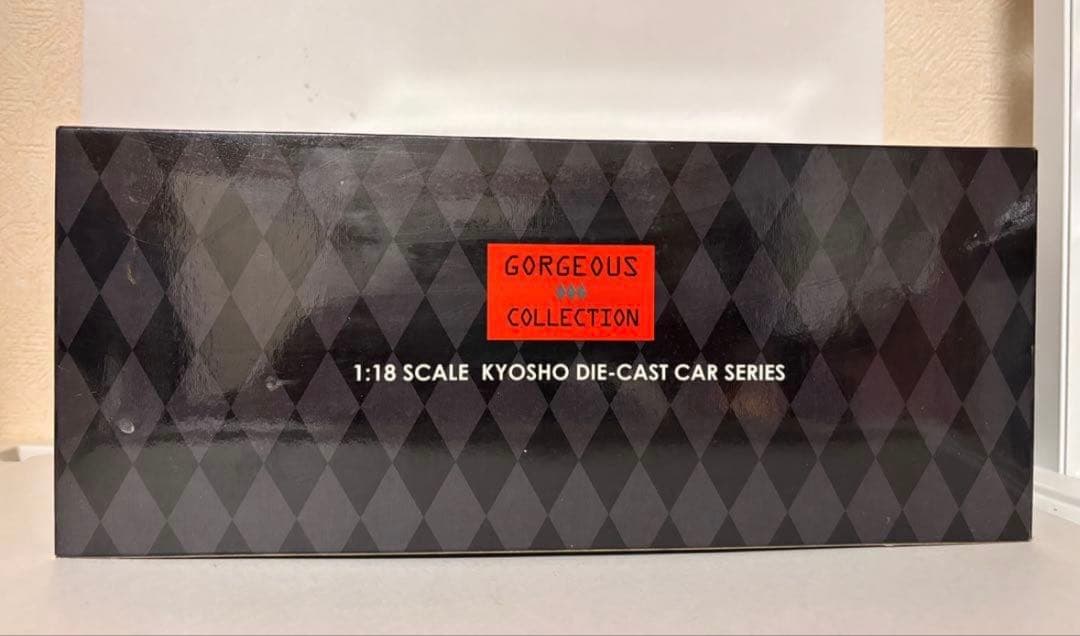 GORGEOUS
COLLECTION
1:18 SCALE KYOSHO DIE-CAST CAR SERIES